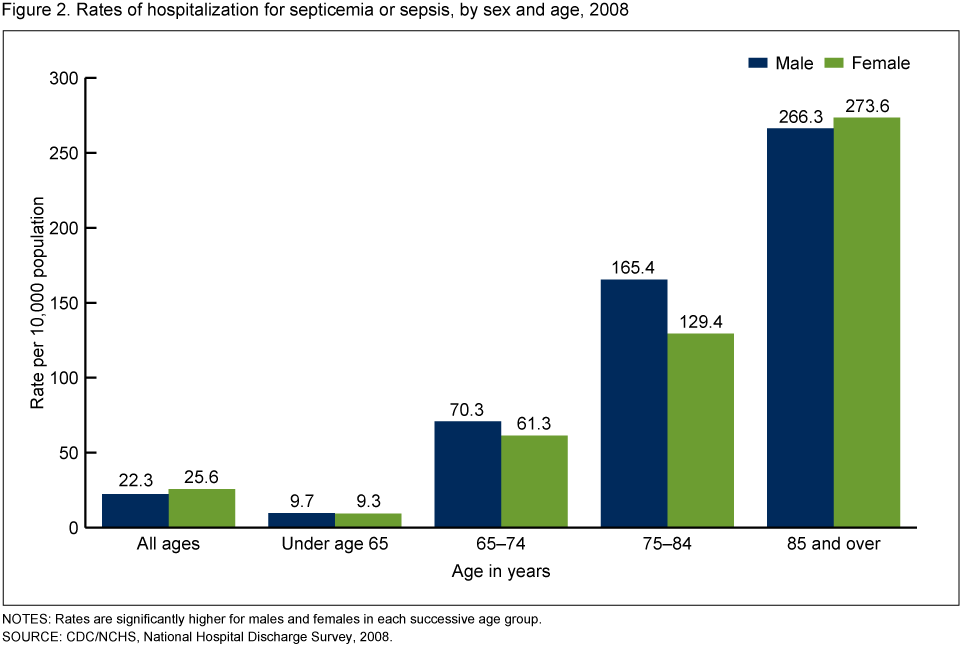 Figure 2. Rates of hospitalization for septicemia or sepsis, by sex and age, 2008
Male Female
Rate per 10,000 population
300
250
200
150
100
50
0
22.3 25.6
9.7 9.3
70.3 61.3
165.4 129.4
266.3 273.6
All ages Under age 65 65–74 75–84 85 and over
Age in years
NOTES: Rates are significantly higher for males and females in each successive age group.
SOURCE: CDC/NCHS, National Hospital Discharge Survey, 2008.